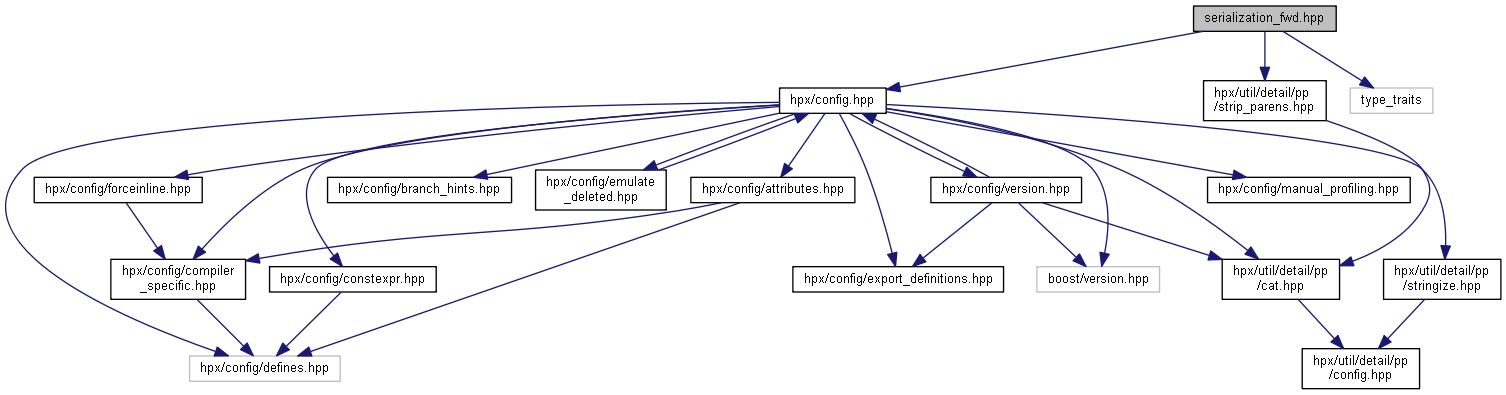 serialization_fwd.hpp
hpx/config.hpp
hpx/util/detail/pp
/strip_parens.hpp
type_traits
hpx/config/forceinline.hpp
hpx/config/branch_hints.hpp
hpx/config/emulate
_deleted.hpp
hpx/config/attributes.hpp
hpx/config/version.hpp
hpx/config/manual_profiling.hpp
hpx/config/compiler
_specific.hpp
hpx/config/constexpr.hpp
hpx/config/export_definitions.hpp
boost/version.hpp
hpx/util/detail/pp
/cat.hpp
hpx/util/detail/pp
/stringize.hpp
hpx/config/defines.hpp
hpx/util/detail/pp
/config.hpp